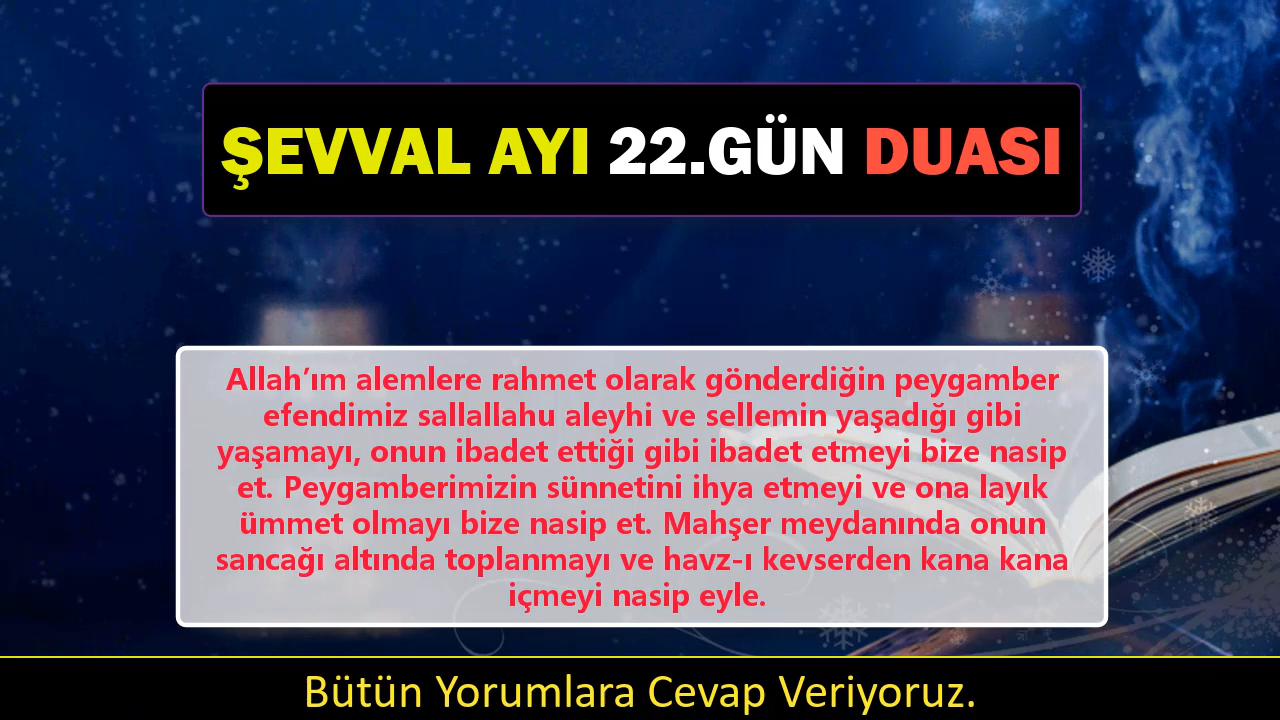 ŞEVVAL AYI 22.GÜN DUASI
Allah’ım alemlere rahmet olarak gönderdiğin peygamber
efendimiz sallallahu aleyhi ve sellemin yaşadığı gibi
yaşamayı, onun ibadet ettiği gibi ibadet etmeyi bize nasip
et. Peygamberimizin sünnetini ihya etmeyi ve ona layık
ümmet olmayı bize nasip et. Mahşer meydanında onun
sancağı altında toplanmayı ve havz-ı kevserden kana kana
içmeyi nasip eyle.
Bütün Yorumlara Cevap Veriyoruz.